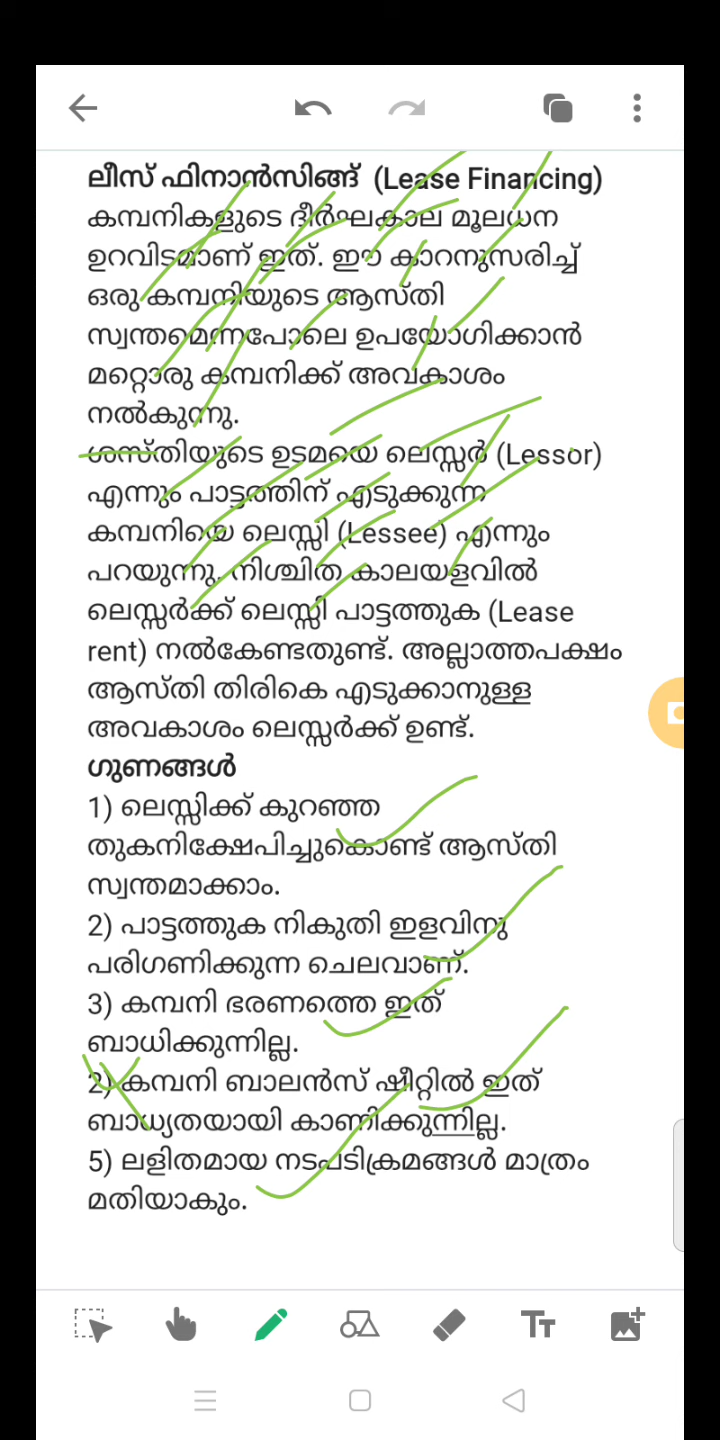 ലീസ് ഫിനാൻസിങ്ങ് (Lease Financing)
കമ്പനികളുടെ ദീർഘകാല മൂലധന
ഉറവിടമാണ് ഇത്. ഈ കാറനുസരിച്ച്
ഒരു കമ്പനിയുടെ ആസ്തി
സ്വന്തമെന്നപോലെ ഉപയോഗിക്കാൻ
മറ്റൊരു കമ്പനിക്ക് അവകാശം
നൽകുന്നു.
ശസ്തിയുടെ ഉടമയെ ലെസ്സർ (Lessor)
എന്നും പാട്ടത്തിന് എടുക്കുന്ന
കമ്പനിയെ ലെസ്സി (Lessee) എന്നും
പറയുന്നു. നിശ്ചിത കാലയളവിൽ
ലെസ്സർക്ക് ലെസ്സി പാട്ടത്തുക (Lease
rent) നൽകേണ്ടതുണ്ട്. അല്ലാത്തപക്ഷം
ആസ്തി തിരികെ എടുക്കാനുള്ള
അവകാശം ലെസ്സർക്ക് ഉണ്ട്.
ഗുണങ്ങൾ
1) ലെസ്സിക്ക് കുറഞ്ഞ
തുകനിക്ഷേപിച്ചുകൊണ്ട് ആസ്തി
സ്വന്തമാക്കാം.
2) പാട്ടത്തുക നികുതി ഇളവിനു
പരിഗണിക്കുന്ന ചെലവാണ്.
3) കമ്പനി ഭരണത്തെ ഇത്
ബാധിക്കുന്നില്ല.
2) കമ്പനി ബാലൻസ് ഷീറ്റിൽ ഇത്
ബാധ്യതയായി കാണിക്കുന്നില്ല.
5) ലളിതമായ നടപടിക്രമങ്ങൾ മാത്രം
മതിയാകും.
Tт